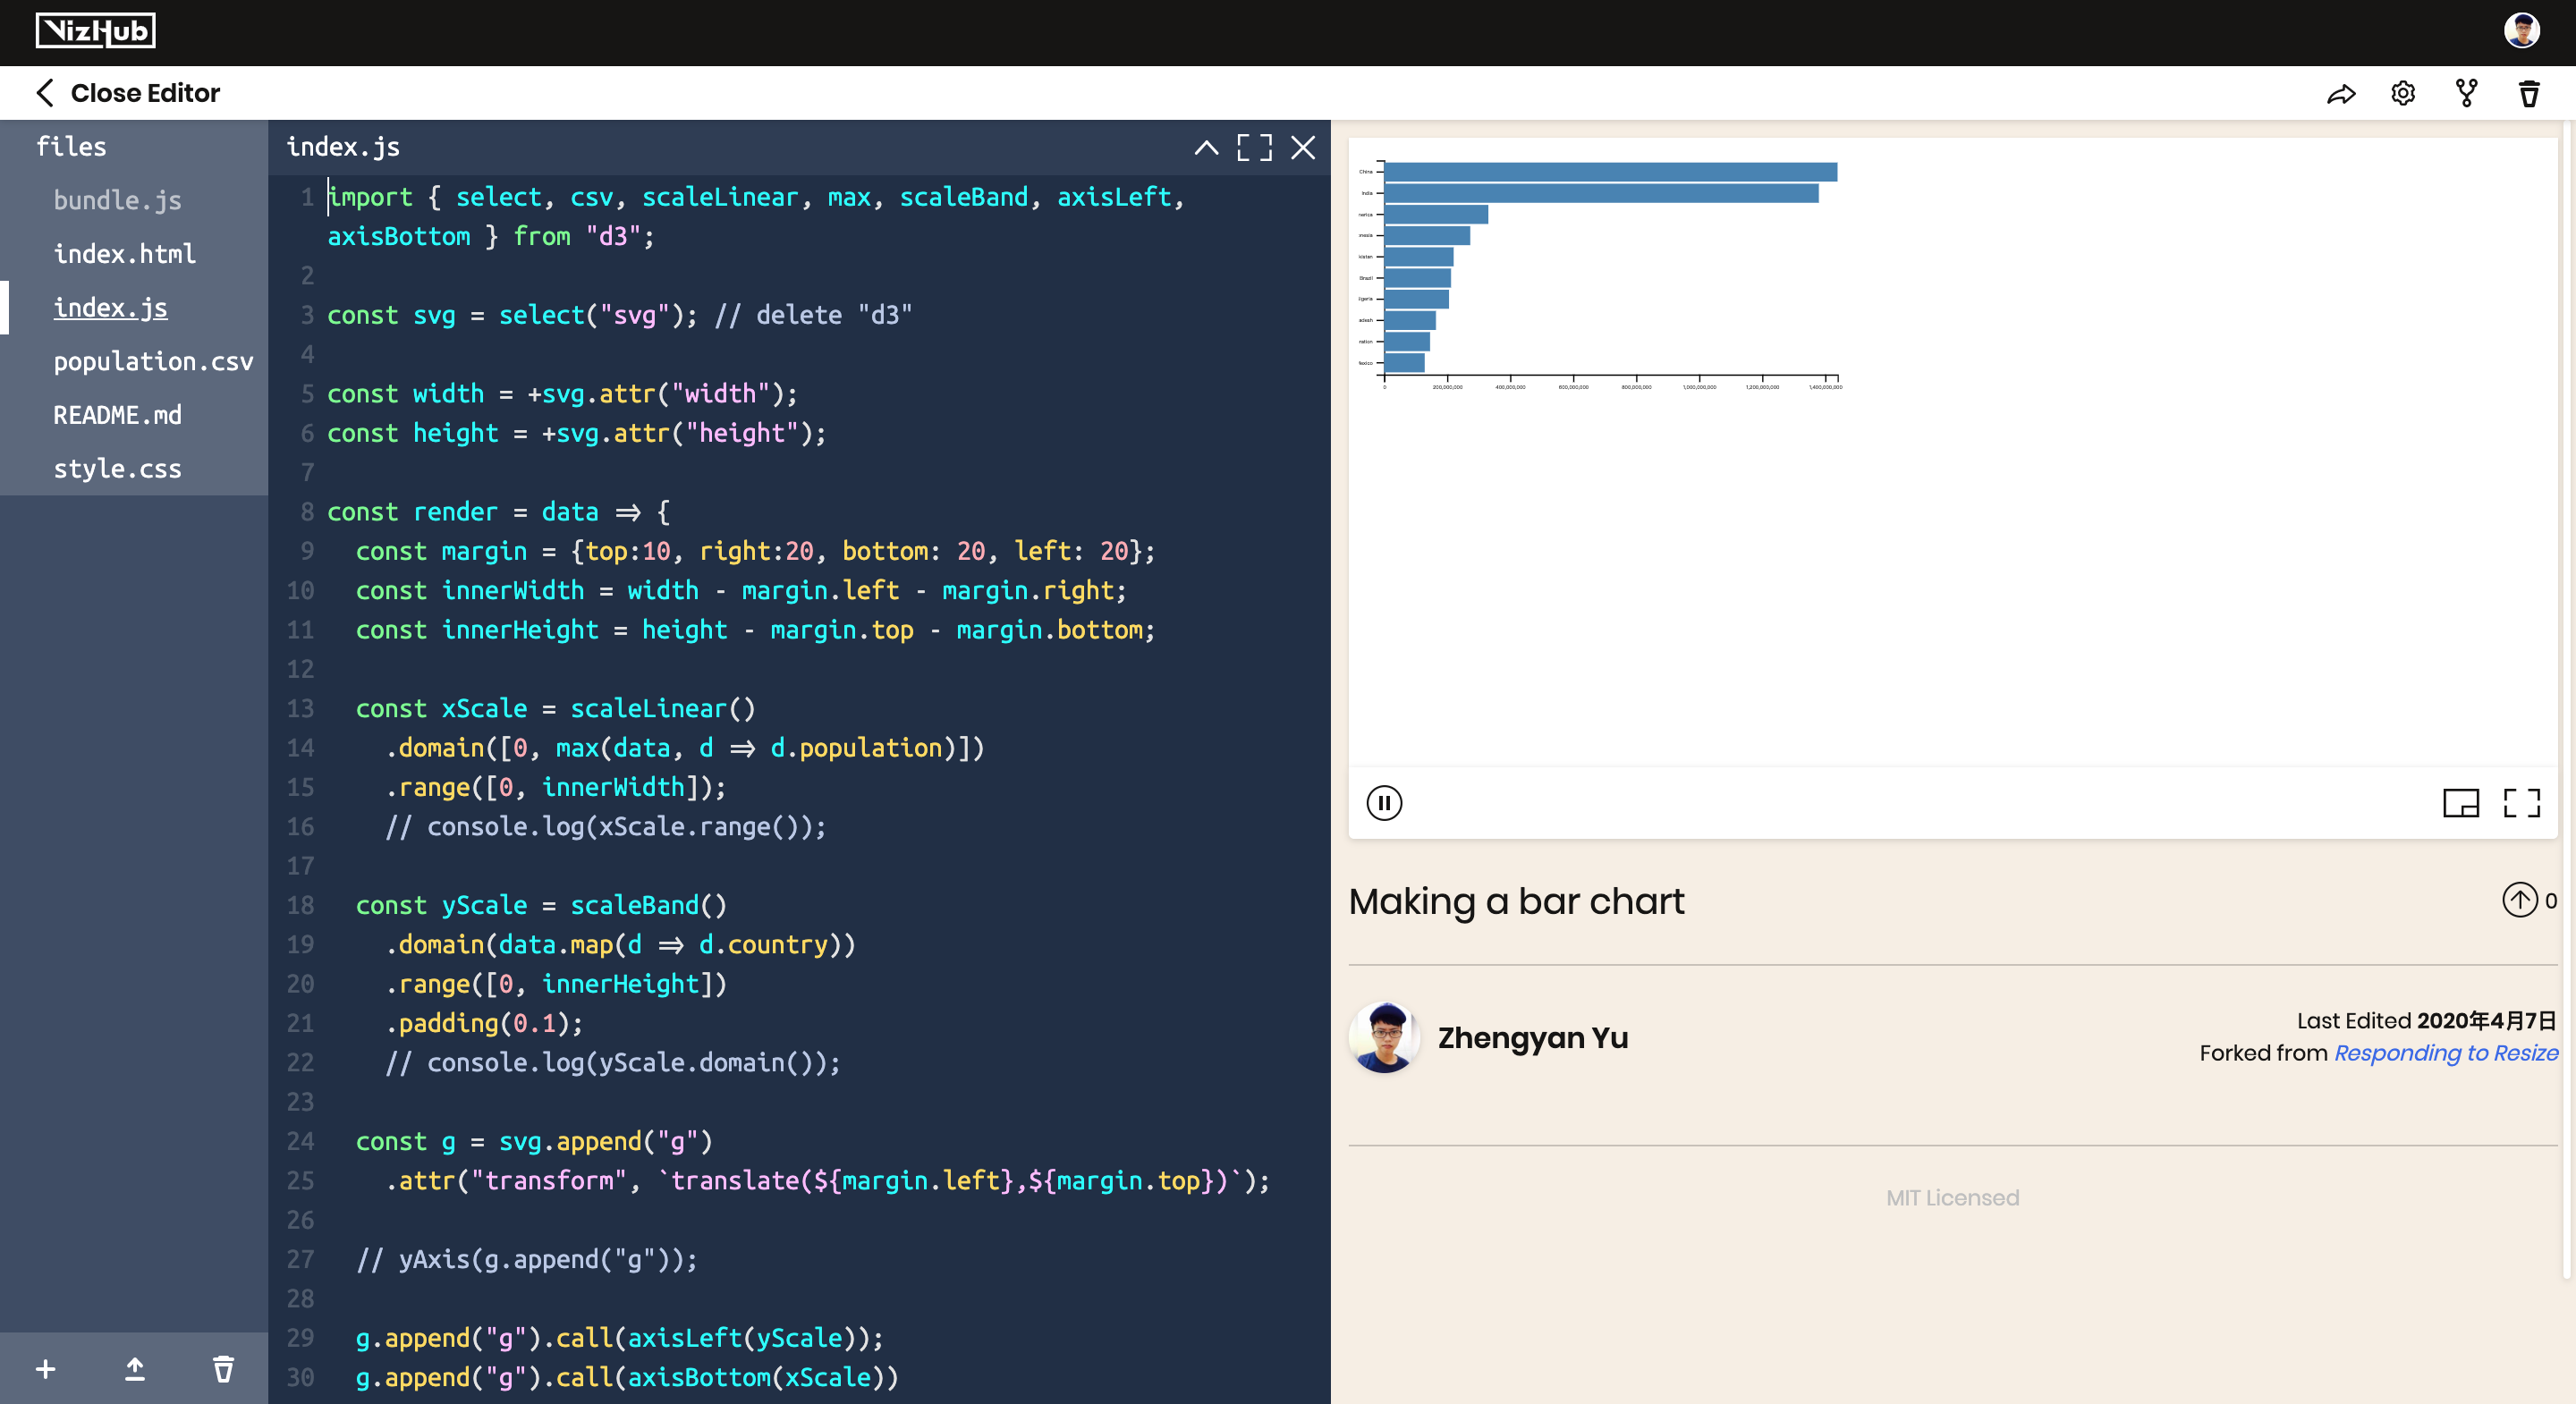 VizHub
Close Editor
files
bundle.js
index.html
index.js
population.csv
README.md
style.css
index.js
1 import { select, csv, scaleLinear, max, scaleBand, axisLeft,
axisBottom } from "d3";
2
3 const svg = select("svg"); // delete "d3"
4
5 const width = +svg.attr("width");
6 const height = +svg.attr("height");
7
8 const render = data => {
9 const margin = {top:10, right:20, bottom: 20, left: 20};
10 const innerWidth = width - margin.left - margin.right;
11 const innerHeight = height - margin.top - margin.bottom;
12
13 const xScale = scaleLinear()
14 .domain([0, max(data, d => d.population)])
15 .range([0, innerWidth]);
16 // console.log(xScale.range());
17
18 const yScale = scaleBand()
19 .domain(data.map(d => d.country))
20 .range([0, innerHeight])
21 .padding(0.1);
22 // console.log(yScale.domain());
23
24 const g = svg.append("g")
25 .attr("transform", `translate(${margin.left},${margin.top})`);
26
27 // yAxis(g.append("g"));
28
29 g.append("g").call(axisLeft(yScale));
30 g.append("g").call(axisBottom(xScale))
China
India
Brazil
0 200,000,000 400,000,000 600,000,000 800,000,000 1,000,000,000 1,200,000,000 1,400,000,000
Making a bar chart
0
Zhengyan Yu
Last Edited 2020年4月7日
Forked from Responding to Resize
MIT Licensed